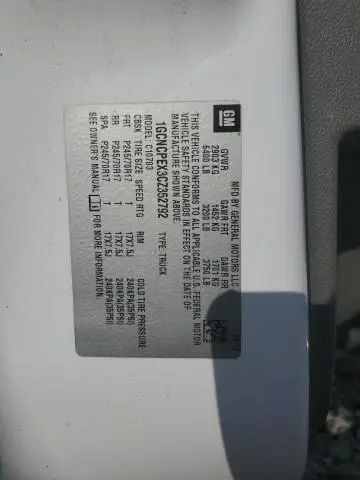 GM
MFD BY GENERAL MOTORS LLC
GVWR GAWR FRT GAWR RR
2903 KG 1452 KG 1701 KG
6400 LB 3200 LB 3750 LB
THIS VEHICLE CONFORMS TO ALL APPLICABLE U.S. FEDERAL MOTOR
VEHICLE SAFETY STANDARDS IN EFFECT ON THE DATE OF
MANUFACTURE SHOWN ABOVE.
1GCNCPEX3CZ352792 TYPE: TRUCK
MODEL: C10703
CBSK TIRE SIZE SPEED RTG RIM COLD TIRE PRESSURE
FRT P245/70R17 T 17X7.5J 240KPA(35PSI)
RR P245/70R17 T 17X7.5J 240KPA(35PSI)
SPA P245/70R17 T 17X7.5J 240KPA(35PSI)
SEE OWNER'S MANUAL FOR MORE INFORMATION.